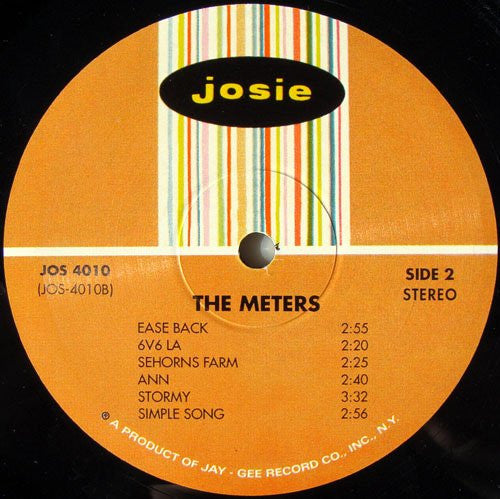 josie
JOS 4010
(JOS-4010B)
SIDE 2
STEREO
THE METERS
EASE BACK 2:55
6V6 LA 2:20
SEHORNS FARM 2:25
ANN 2:40
STORMY 3:32
SIMPLE SONG 2:56
℗ A PRODUCT OF JAY - GEE RECORD CO., INC., N.Y.